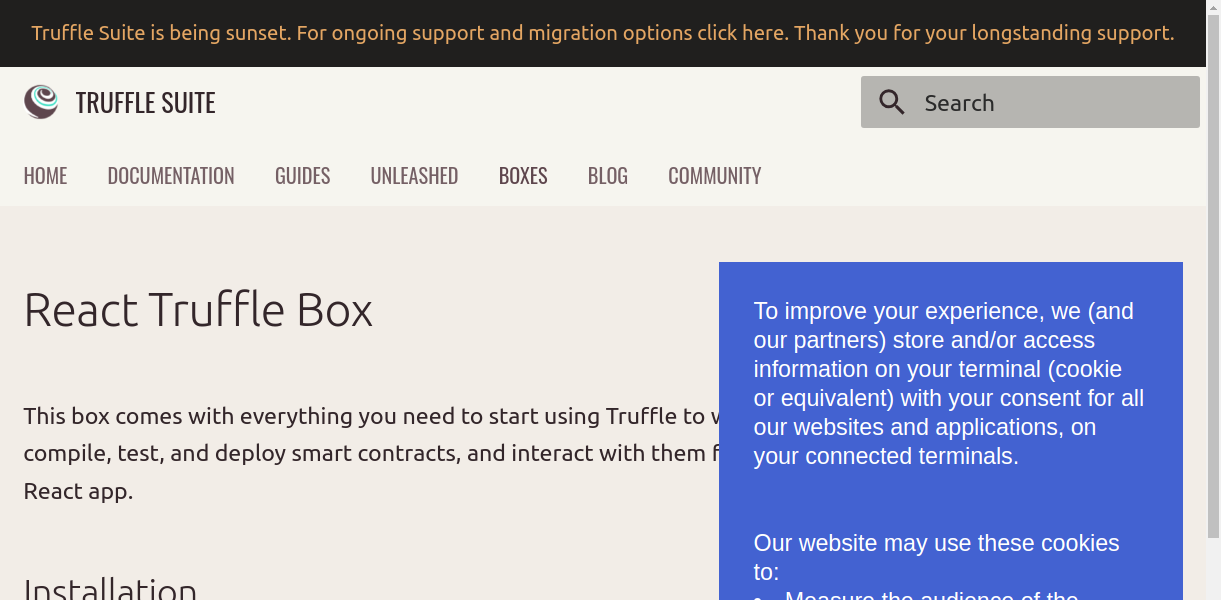 Truffle Suite is being sunset. For ongoing support and migration options click here. Thank you for your longstanding support.
TRUFFLE SUITE
Search
HOME DOCUMENTATION GUIDES UNLEASHED BOXES BLOG COMMUNITY
React Truffle Box
This box comes with everything you need to start using Truffle to
compile, test, and deploy smart contracts, and interact with them
React app.
Installation
To improve your experience, we (and
our partners) store and/or access
information on your terminal (cookie
or equivalent) with your consent for all
our websites and applications, on
your connected terminals.
Our website may use these cookies
to:
• Measure the audience of the